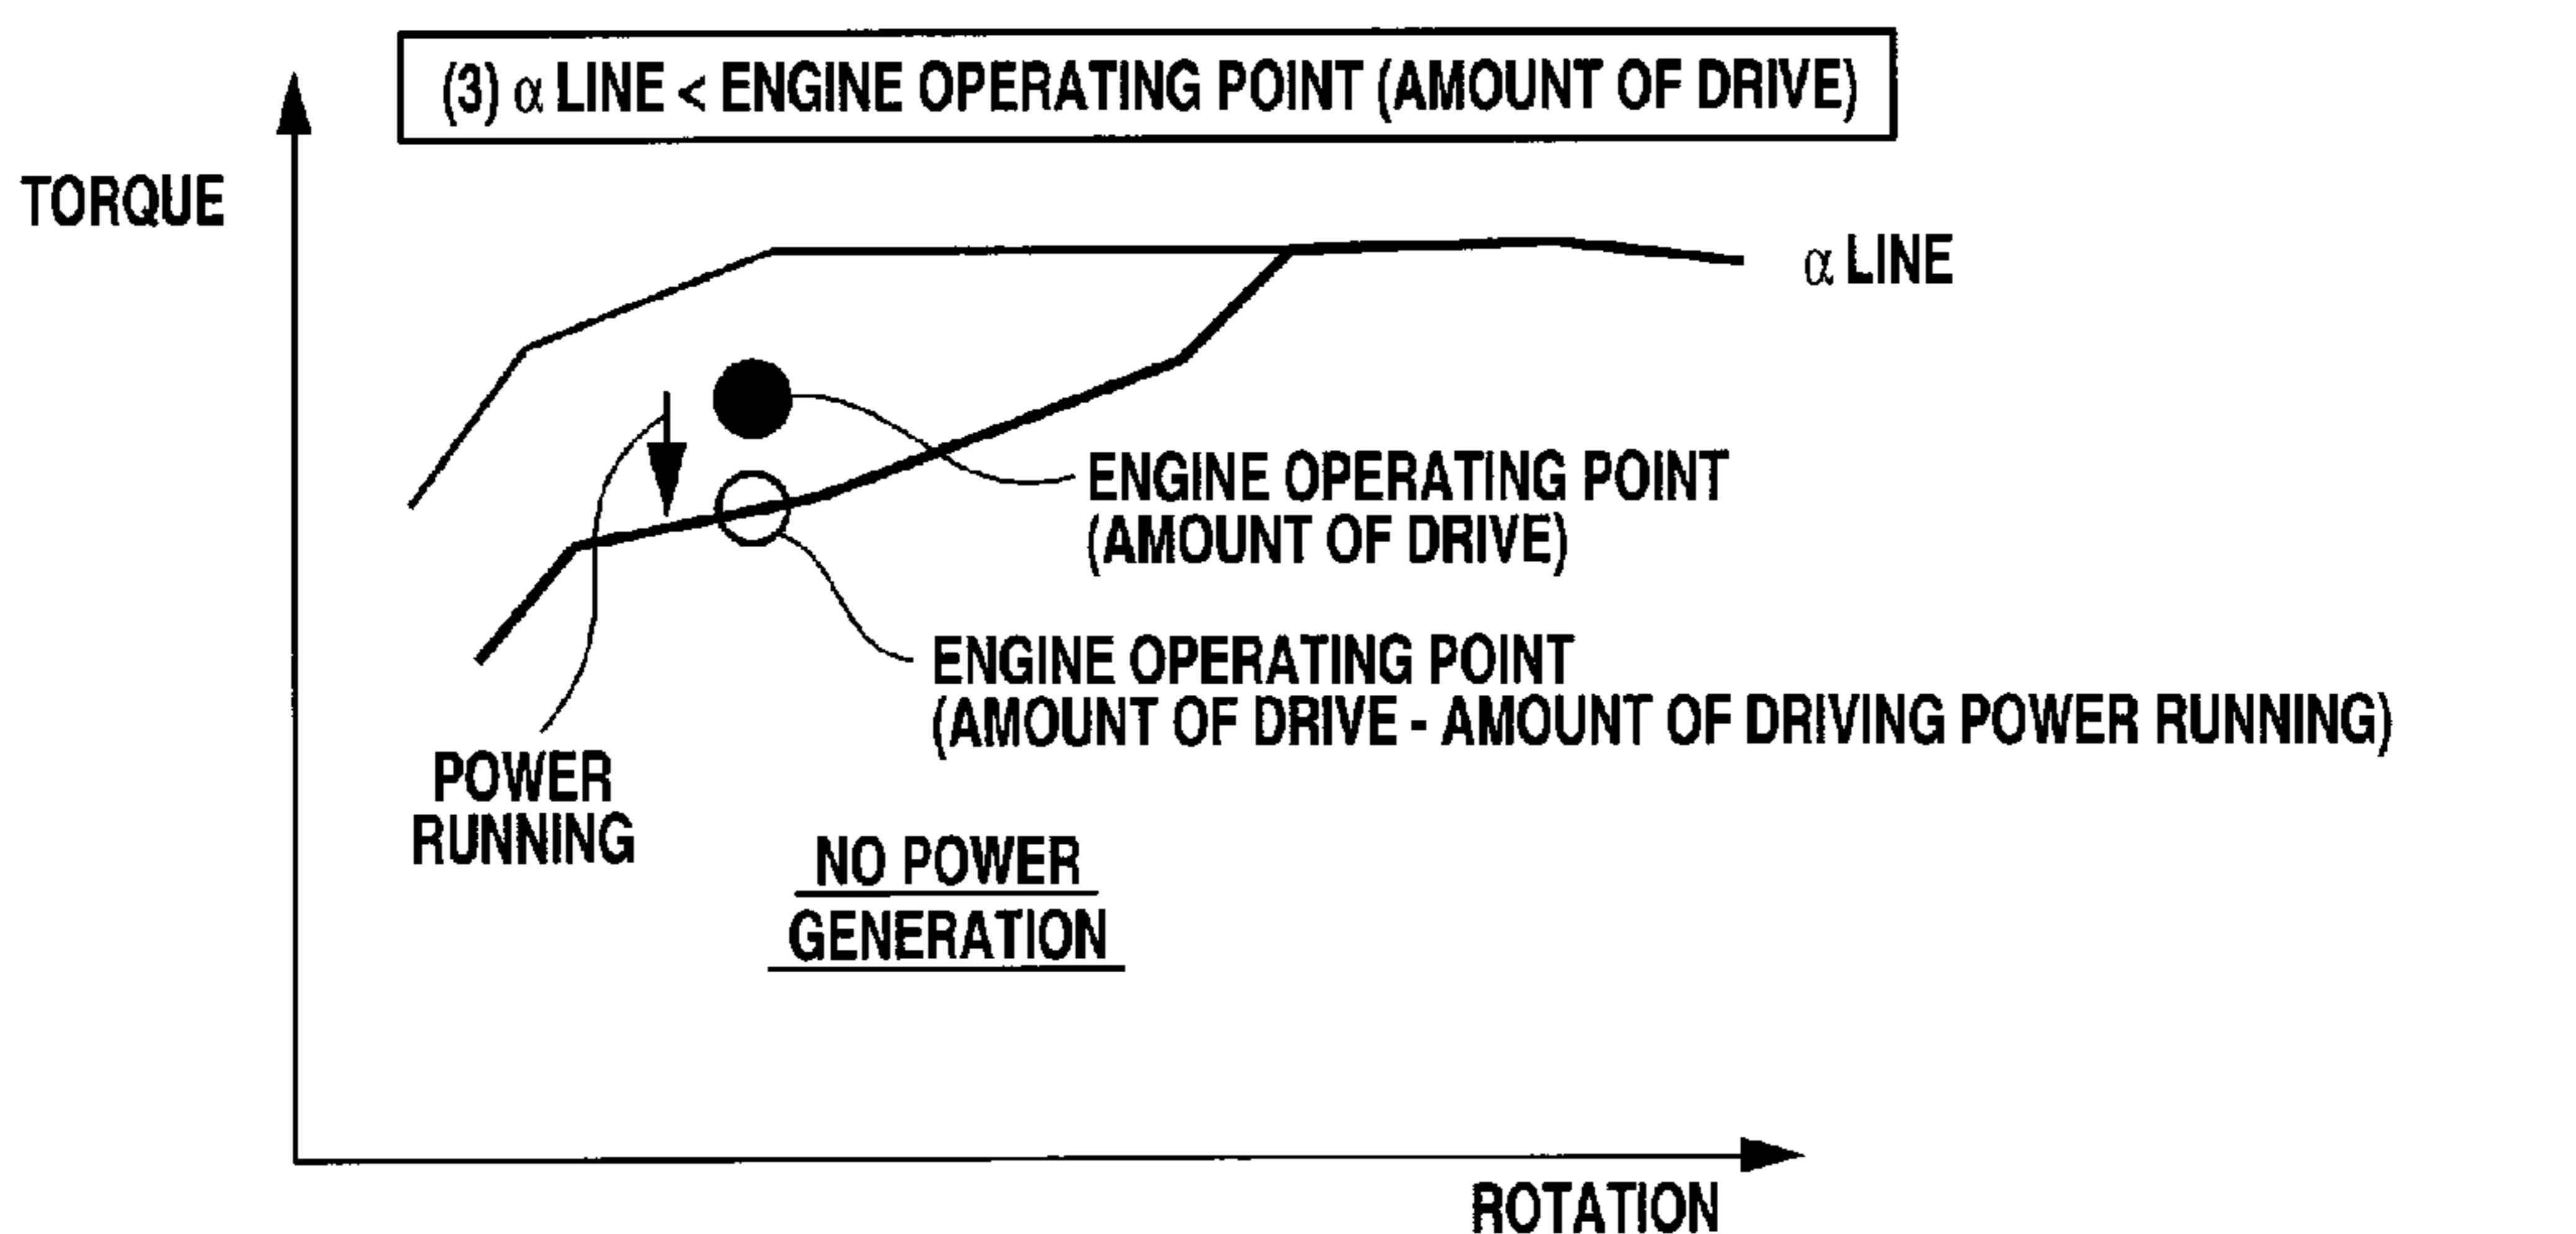 (3) α LINE < ENGINE OPERATING POINT (AMOUNT OF DRIVE)
TORQUE
α LINE
ENGINE OPERATING POINT
(AMOUNT OF DRIVE)
ENGINE OPERATING POINT
(AMOUNT OF DRIVE - AMOUNT OF DRIVING POWER RUNNING)
POWER
RUNNING
NO POWER
GENERATION
ROTATION